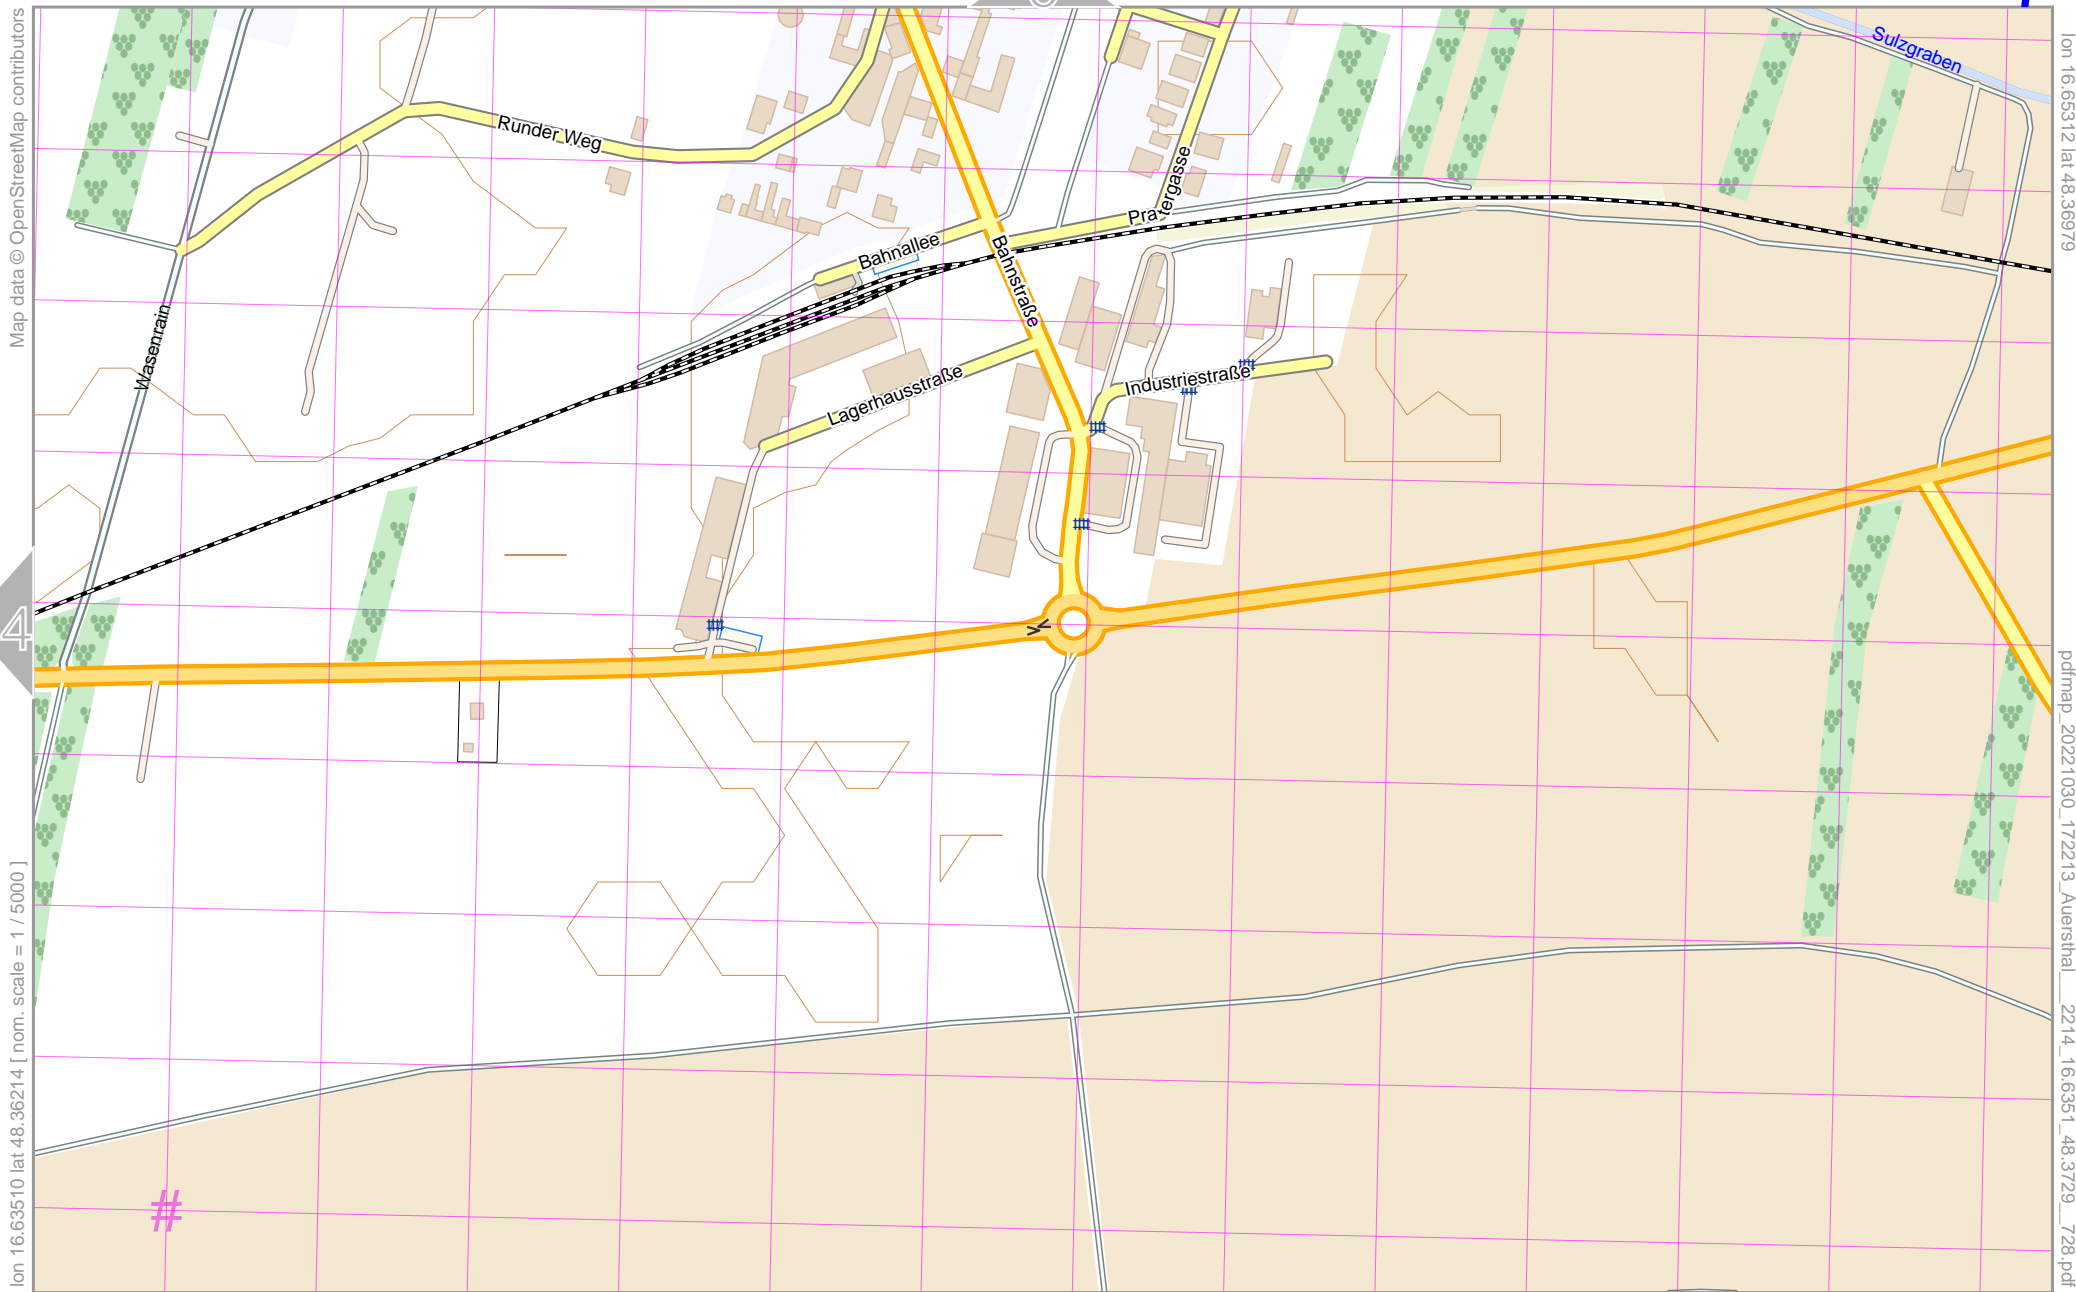 Map data © OpenStreetMap contributors
lon 16.65312 lat 48.36979
Sulzgraben
Runder Weg
Pratergasse
Bahnallee
Bahnstraße
Wasenrain
Industriestraße
Lagerhausstraße
4
lon 16.63510 lat 48.36214 [ nom. scale = 1 / 5000 ]
pdfmap_20221030_172213_Auersthal__2214_16.6351_48.3729__728.pdf
#